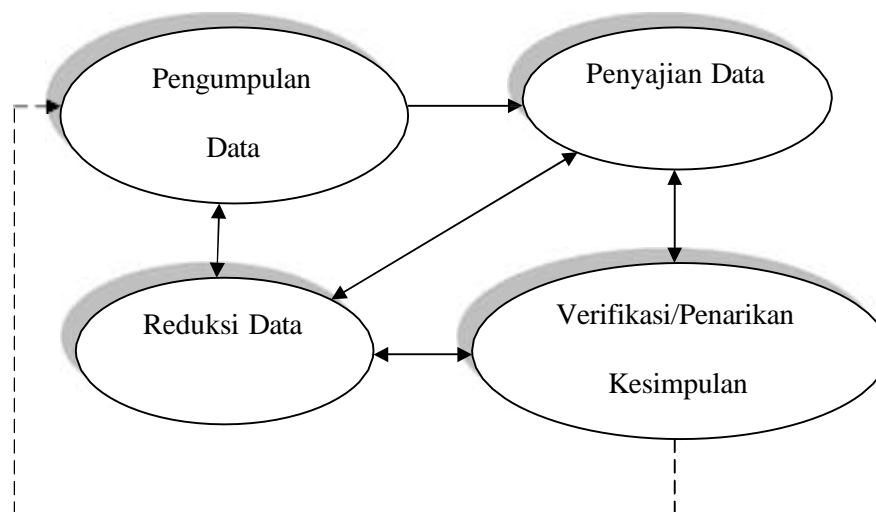 Pengumpulan
Data
Penyajian Data
Reduksi Data
Verifikasi/Penarikan
Kesimpulan